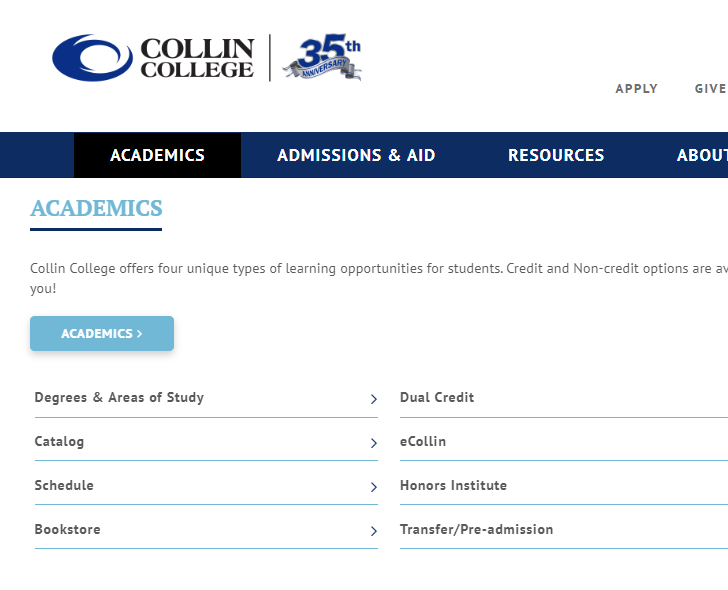 COLLIN
COLLEGE
35th
ANNIVERSARY
APPLY GIVE
ACADEMICS ADMISSIONS & AID RESOURCES ABOUT
ACADEMICS
Collin College offers four unique types of learning opportunities for students. Credit and Non-credit options are av
you!
ACADEMICS >
Degrees & Areas of Study
Dual Credit
Catalog
eCollin
Schedule
Honors Institute
Bookstore
Transfer/Pre-admission